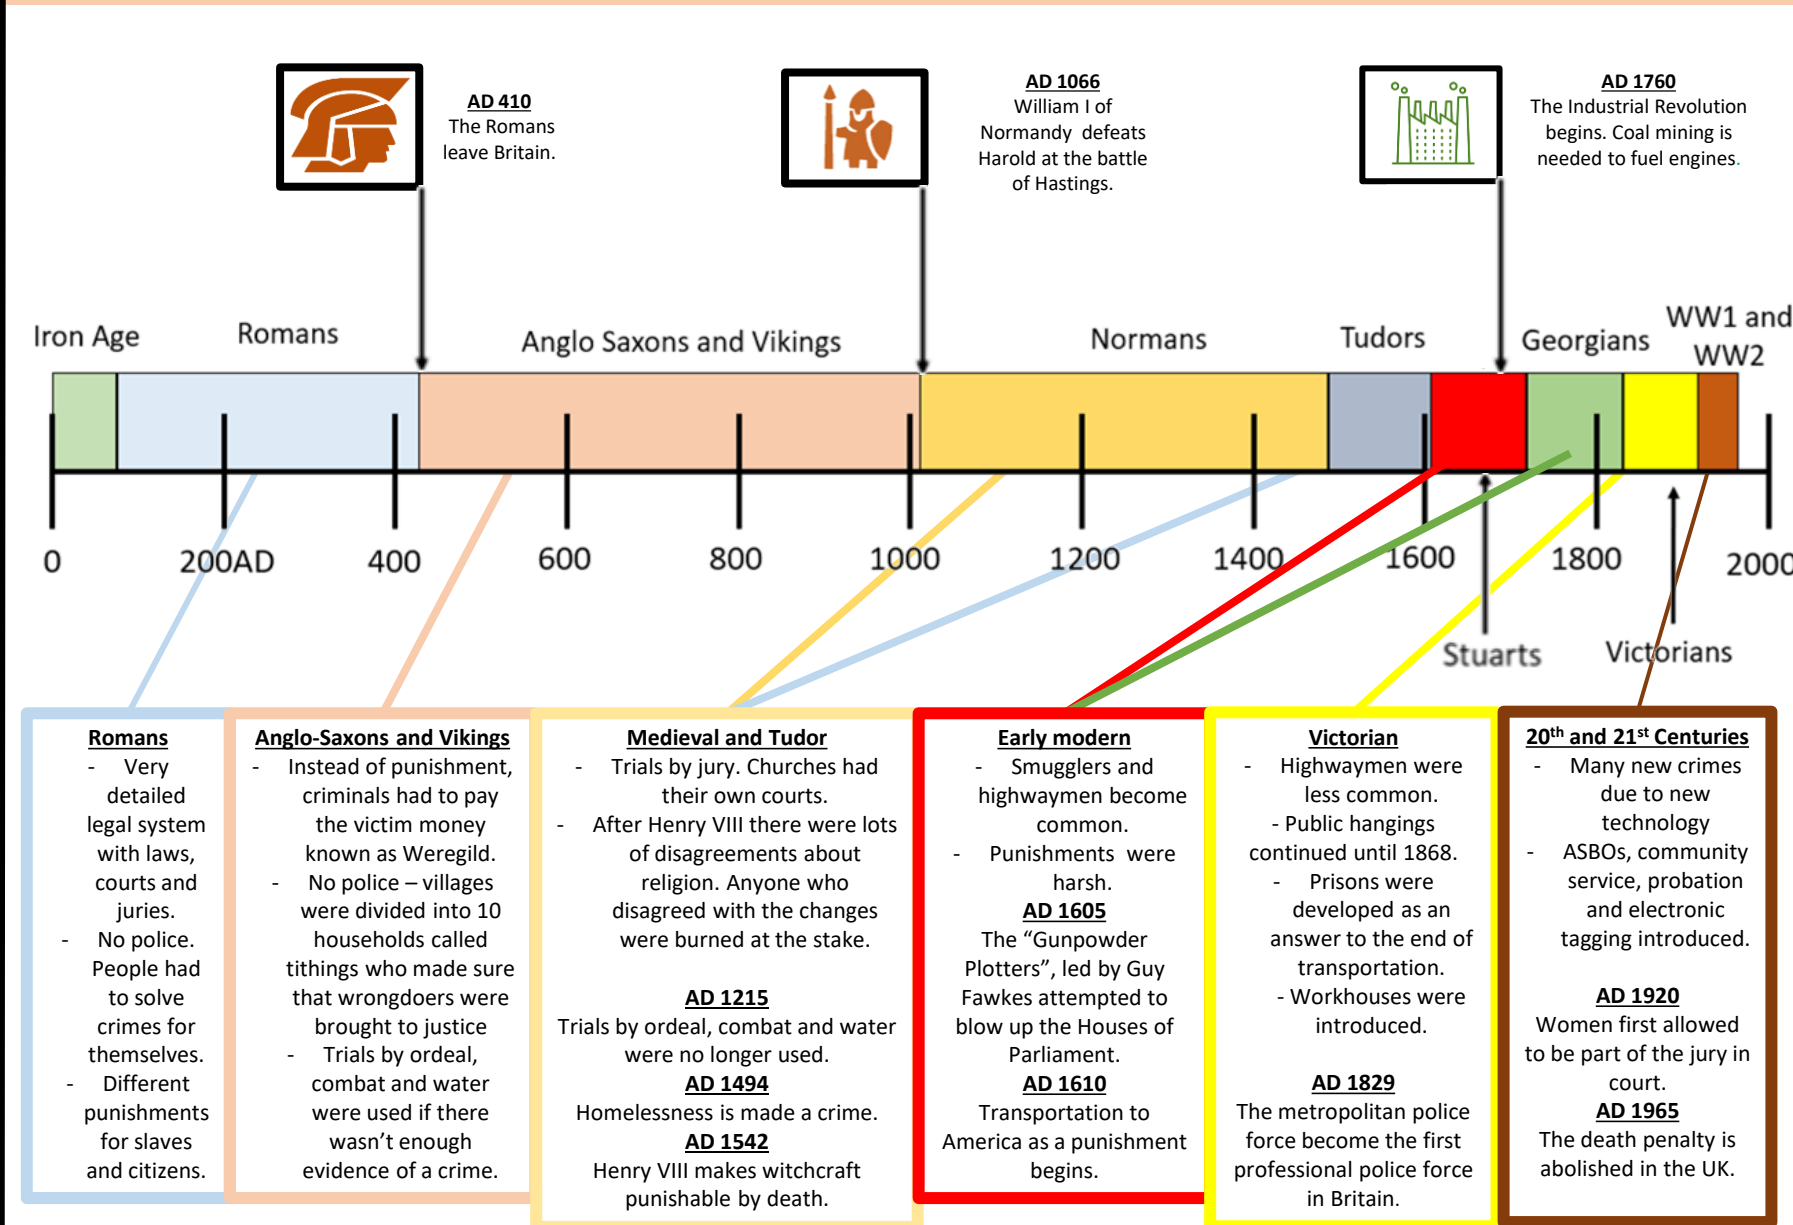 AD 410
The Romans
leave Britain.
AD 1066
William I of
Normandy defeats
Harold at the battle
of Hastings.
AD 1760
The Industrial Revolution
begins. Coal mining is
needed to fuel engines.
Iron Age
Romans
Anglo Saxons and Vikings
Normans
Tudors
Georgians
WW1 and
WW2
0
200AD
400
600
800
1000
1200
1400
1600
1800
2000
Stuarts
Victorians
Romans
- Very
detailed
legal system
with laws,
courts and
juries.
- No police.
People had
to solve
crimes for
themselves.
- Different
punishments
for slaves
and citizens.
Anglo-Saxons and Vikings
- Instead of punishment,
criminals had to pay
the victim money
known as Weregild.
- No police – villages
were divided into 10
households called
tithings who made sure
that wrongdoers were
brought to justice
- Trials by ordeal,
combat and water
were used if there
wasn't enough
evidence of a crime.
Medieval and Tudor
- Trials by jury. Churches had
their own courts.
- After Henry VIII there were lots
of disagreements about
religion. Anyone who
disagreed with the changes
were burned at the stake.
AD 1215
Trials by ordeal, combat and water
were no longer used.
AD 1494
Homelessness is made a crime.
AD 1542
Henry VIII makes witchcraft
punishable by death.
Early modern
- Smugglers and
highwaymen become
common.
- Punishments were
harsh.
AD 1605
The “Gunpowder
Plotters”, led by Guy
Fawkes attempted to
blow up the Houses of
Parliament.
AD 1610
Transportation to
America as a punishment
begins.
Victorian
- Highwaymen were
less common.
- Public hangings
continued until 1868.
- Prisons were
developed as an
answer to the end of
transportation.
- Workhouses were
introduced.
AD 1829
The metropolitan police
force become the first
professional police force
in Britain.
20th and 21st Centuries
- Many new crimes
due to new
technology
- ASBOs, community
service, probation
and electronic
tagging introduced.
AD 1920
Women first allowed
to be part of the jury in
court.
AD 1965
The death penalty is
abolished in the UK.